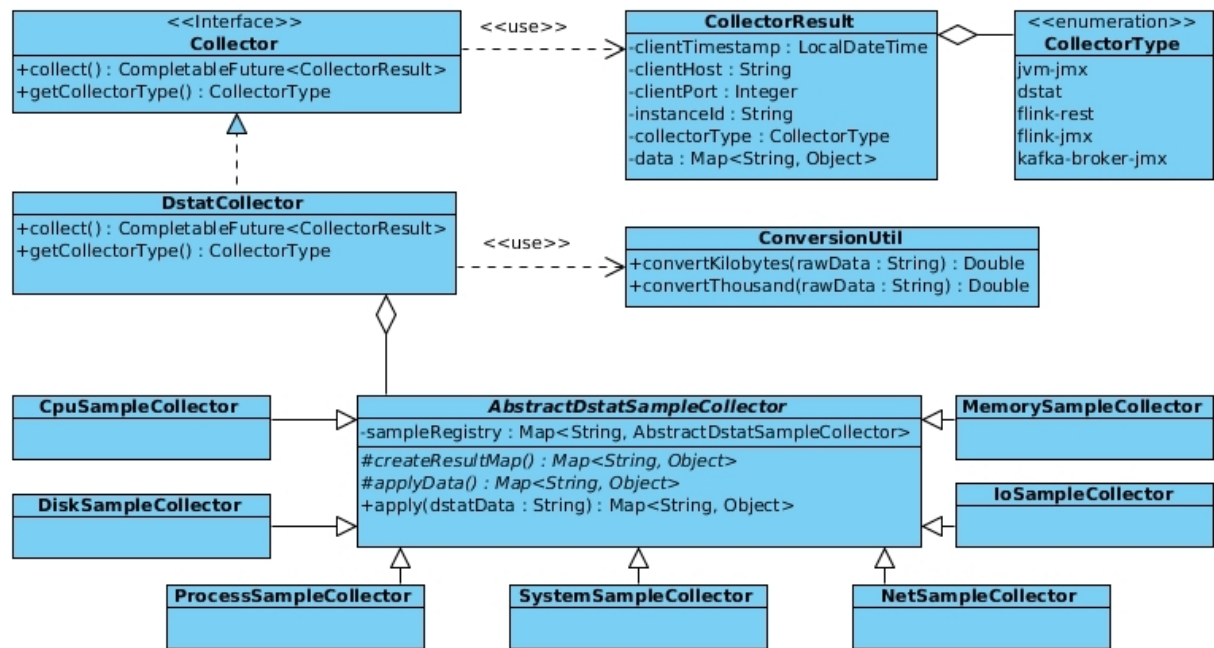 <<Interface>>
Collector
+collect() : CompletableFuture<CollectorResult>
+getCollectorType() : CollectorType
<<use>>
CollectorResult
-clientTimestamp : LocalDateTime
-clientHost : String
-clientPort : Integer
-instanceId : String
-collectorType : CollectorType
-data : Map<String, Object>
<<enumeration>>
CollectorType
jvm-jmx
dstat
flink-rest
flink-jmx
kafka-broker-jmx
DstatCollector
+collect() : CompletableFuture<CollectorResult>
+getCollectorType() : CollectorType
<<use>>
ConversionUtil
+convertKilobytes(rawData : String) : Double
+convertThousand(rawData : String) : Double
CpuSampleCollector
AbstractDstatSampleCollector
-sampleRegistry : Map<String, AbstractDstatSampleCollector>
#createResultMap() : Map<String, Object>
#applyData() : Map<String, Object>
+apply(dstatData : String) : Map<String, Object>
MemorySampleCollector
DiskSampleCollector
IoSampleCollector
ProcessSampleCollector
SystemSampleCollector
NetSampleCollector